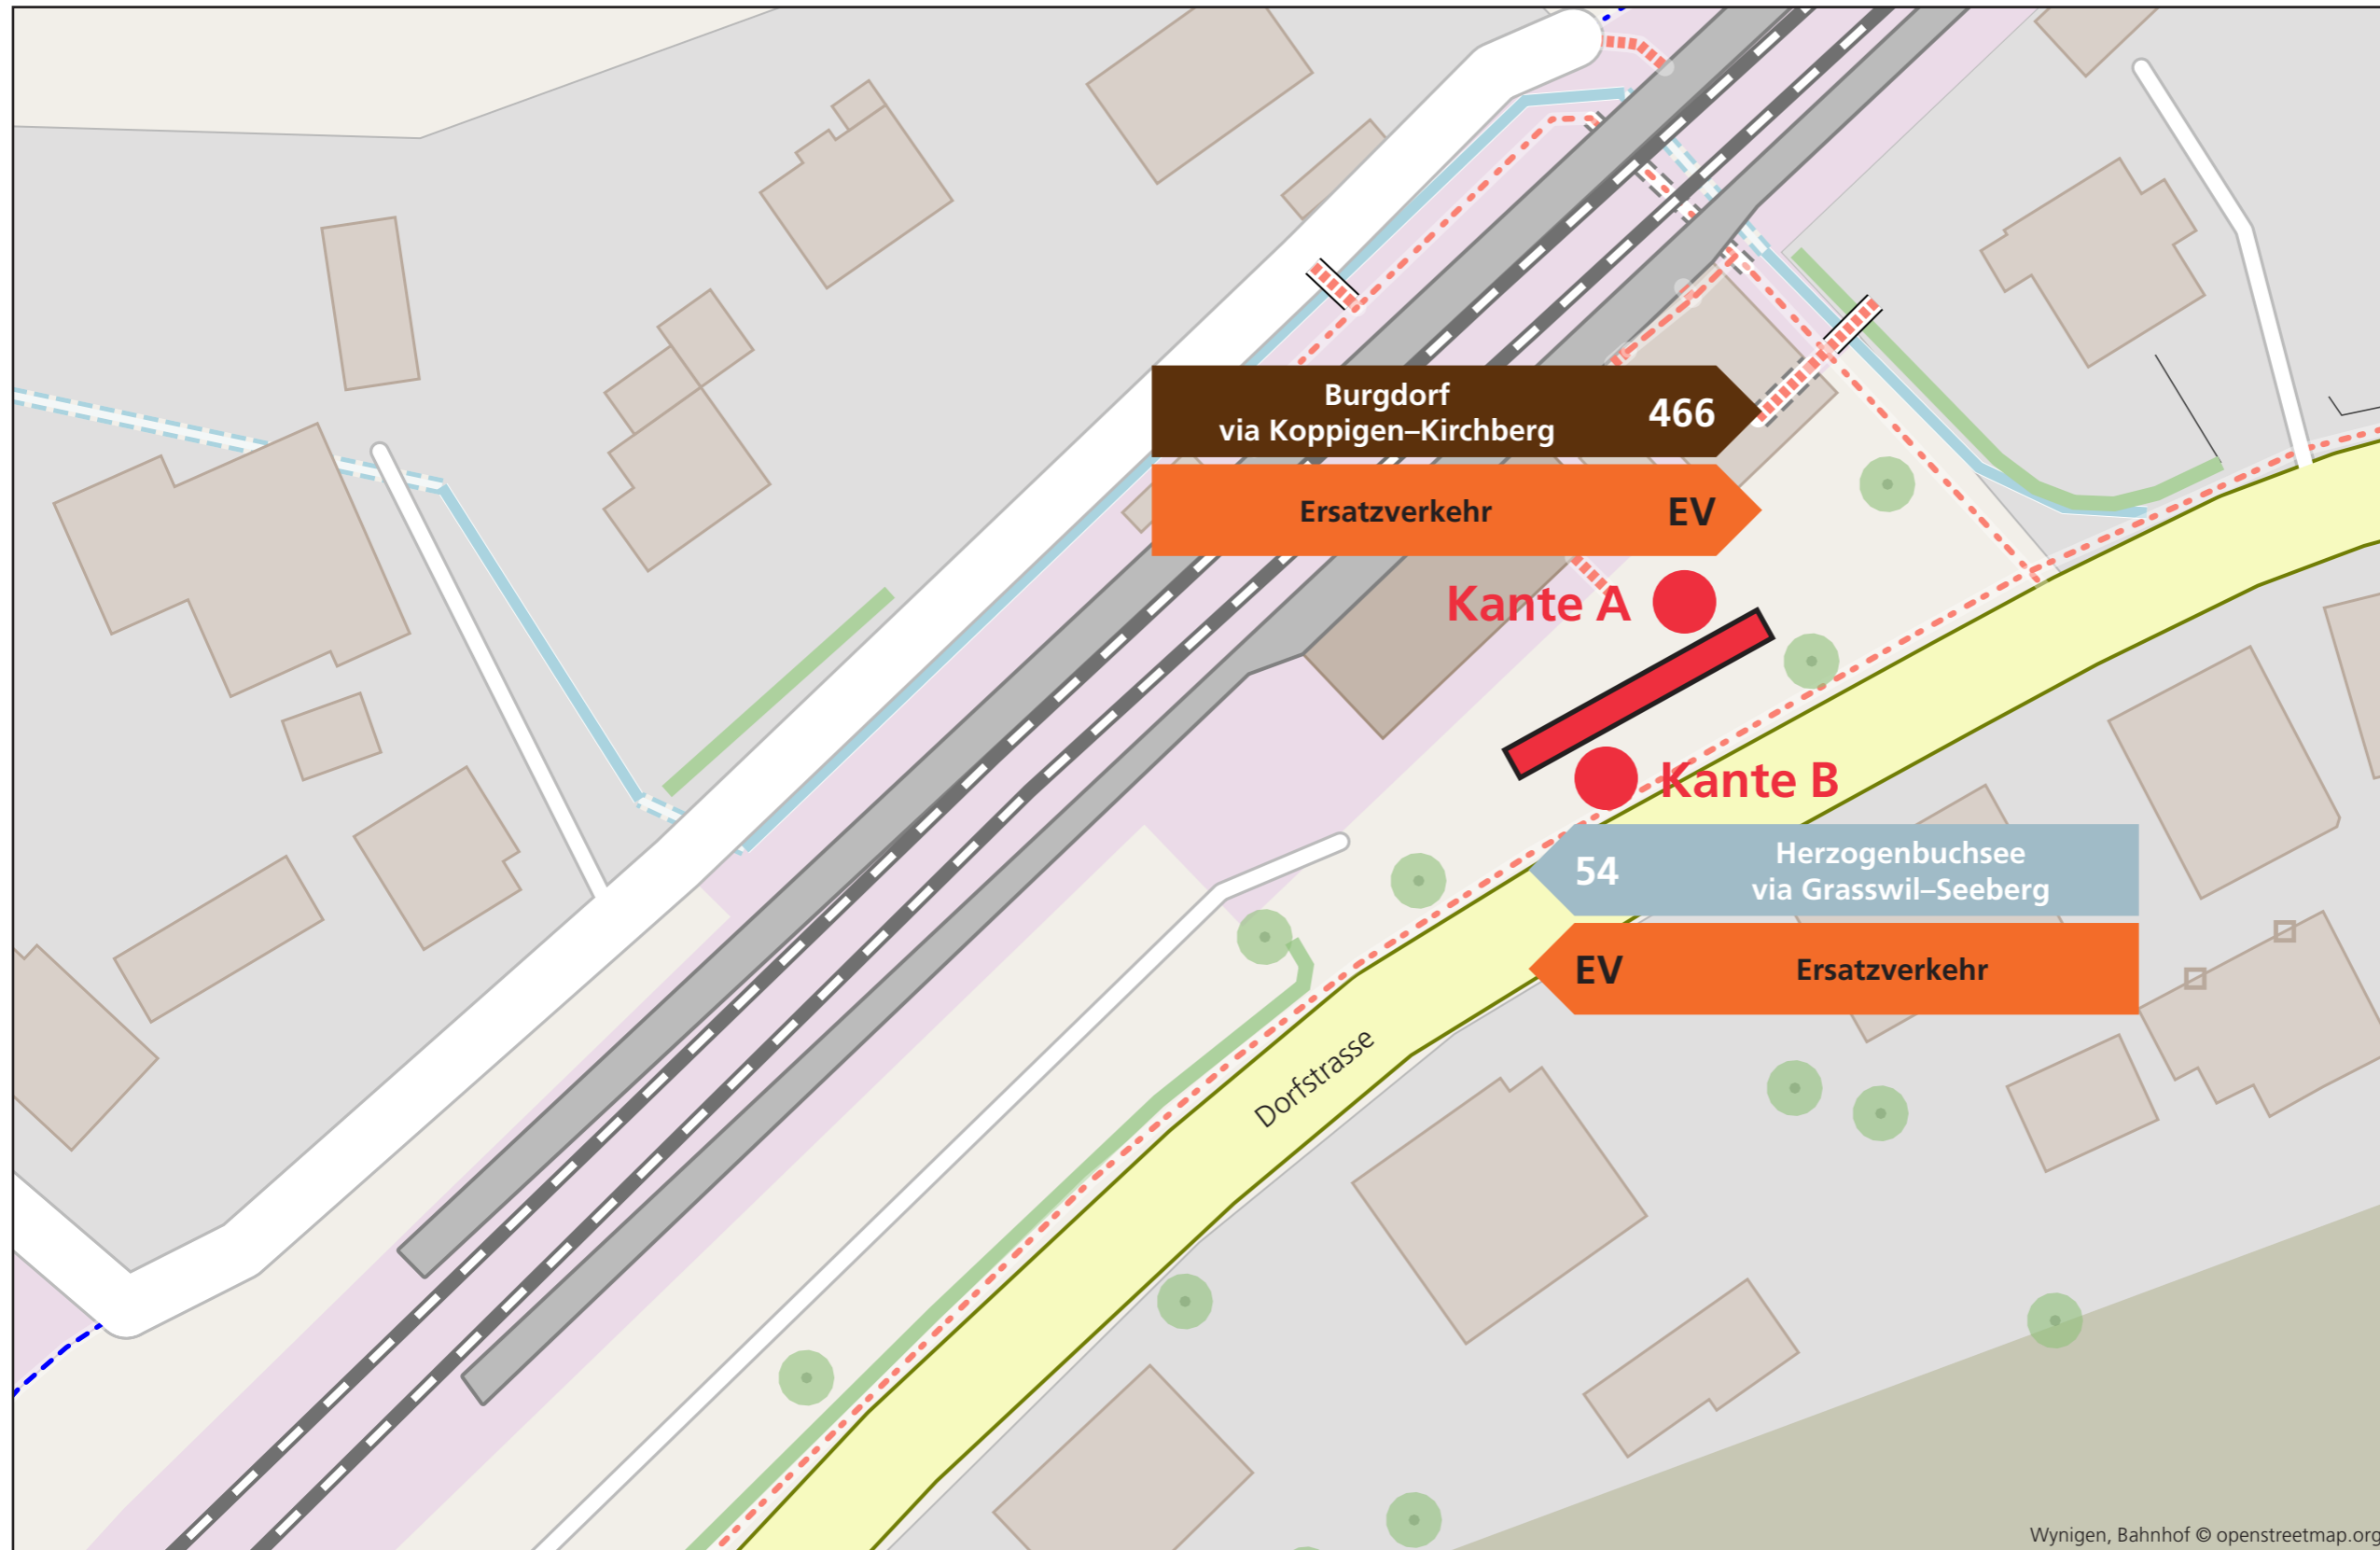 Burgdorf
via Koppigen–Kirchberg
466
Ersatzverkehr
EV
Kante A
Kante B
54
Herzogenbuchsee
via Grasswil–Seeberg
EV
Ersatzverkehr
Dorfstrasse
Wynigen, Bahnhof © openstreetmap.org